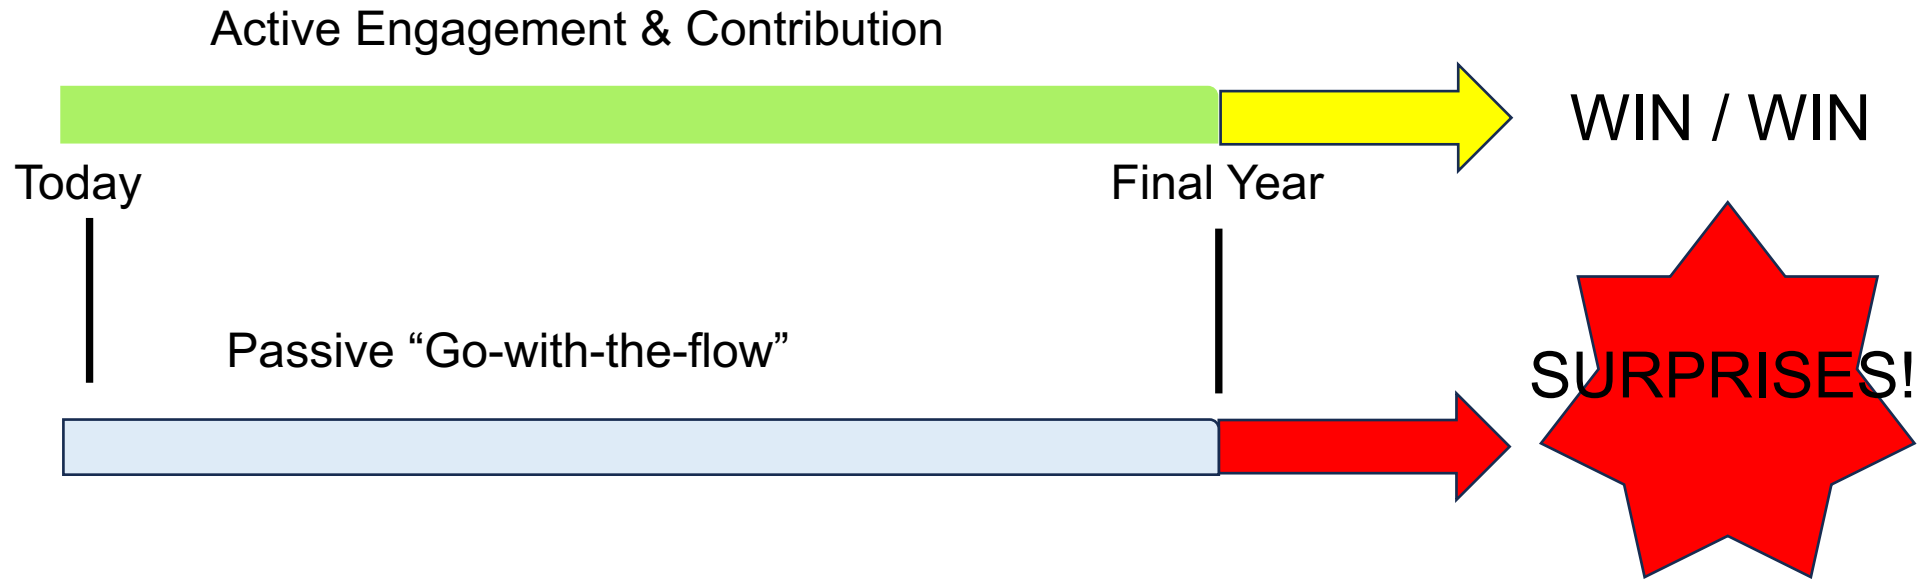 Active Engagement & Contribution
WIN / WIN
Today
Final Year
Passive “Go-with-the-flow”
SURPRISES!